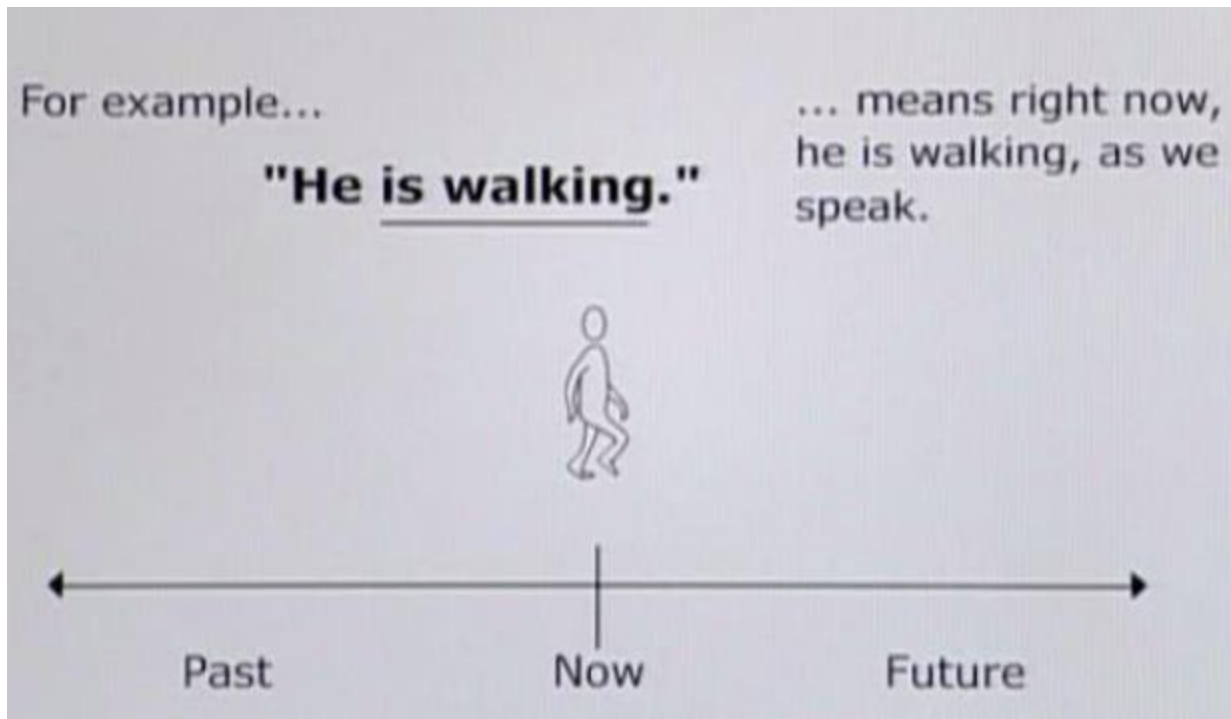 For example...
"He is walking."
... means right now,
he is walking, as we
speak.
Past
Now
Future